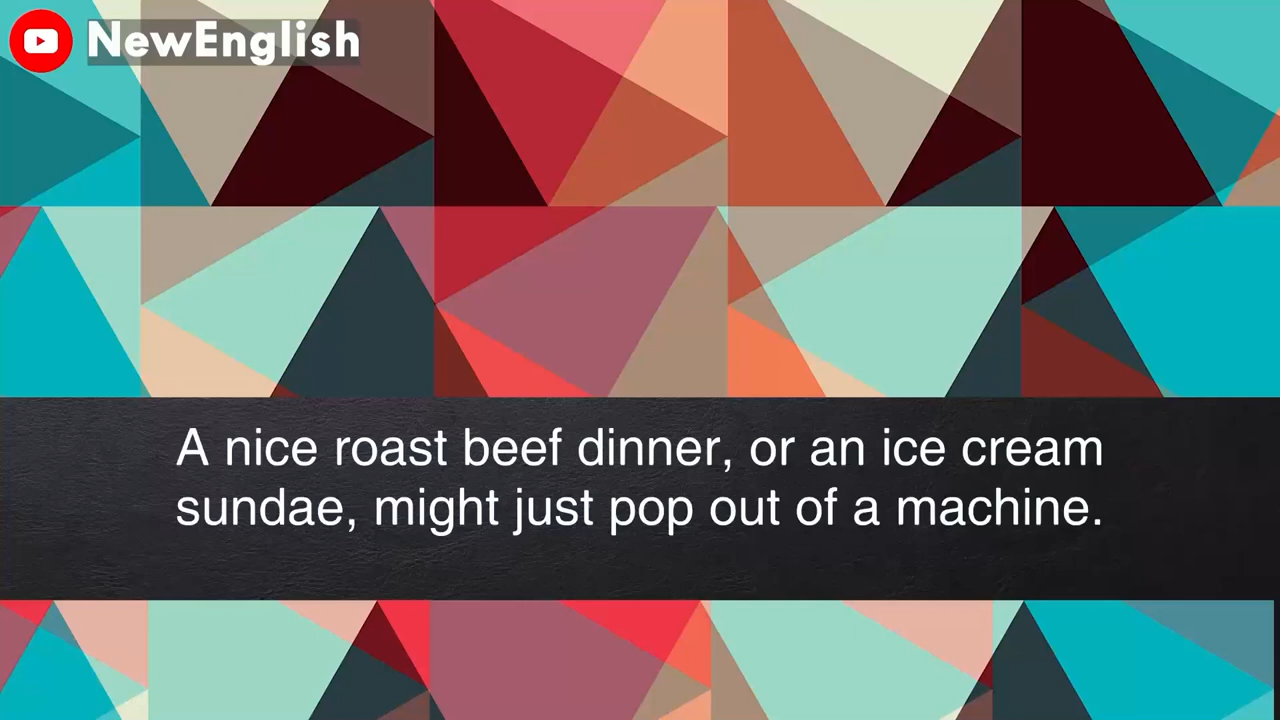 NewEnglish
A nice roast beef dinner, or an ice cream
sundae, might just pop out of a machine.